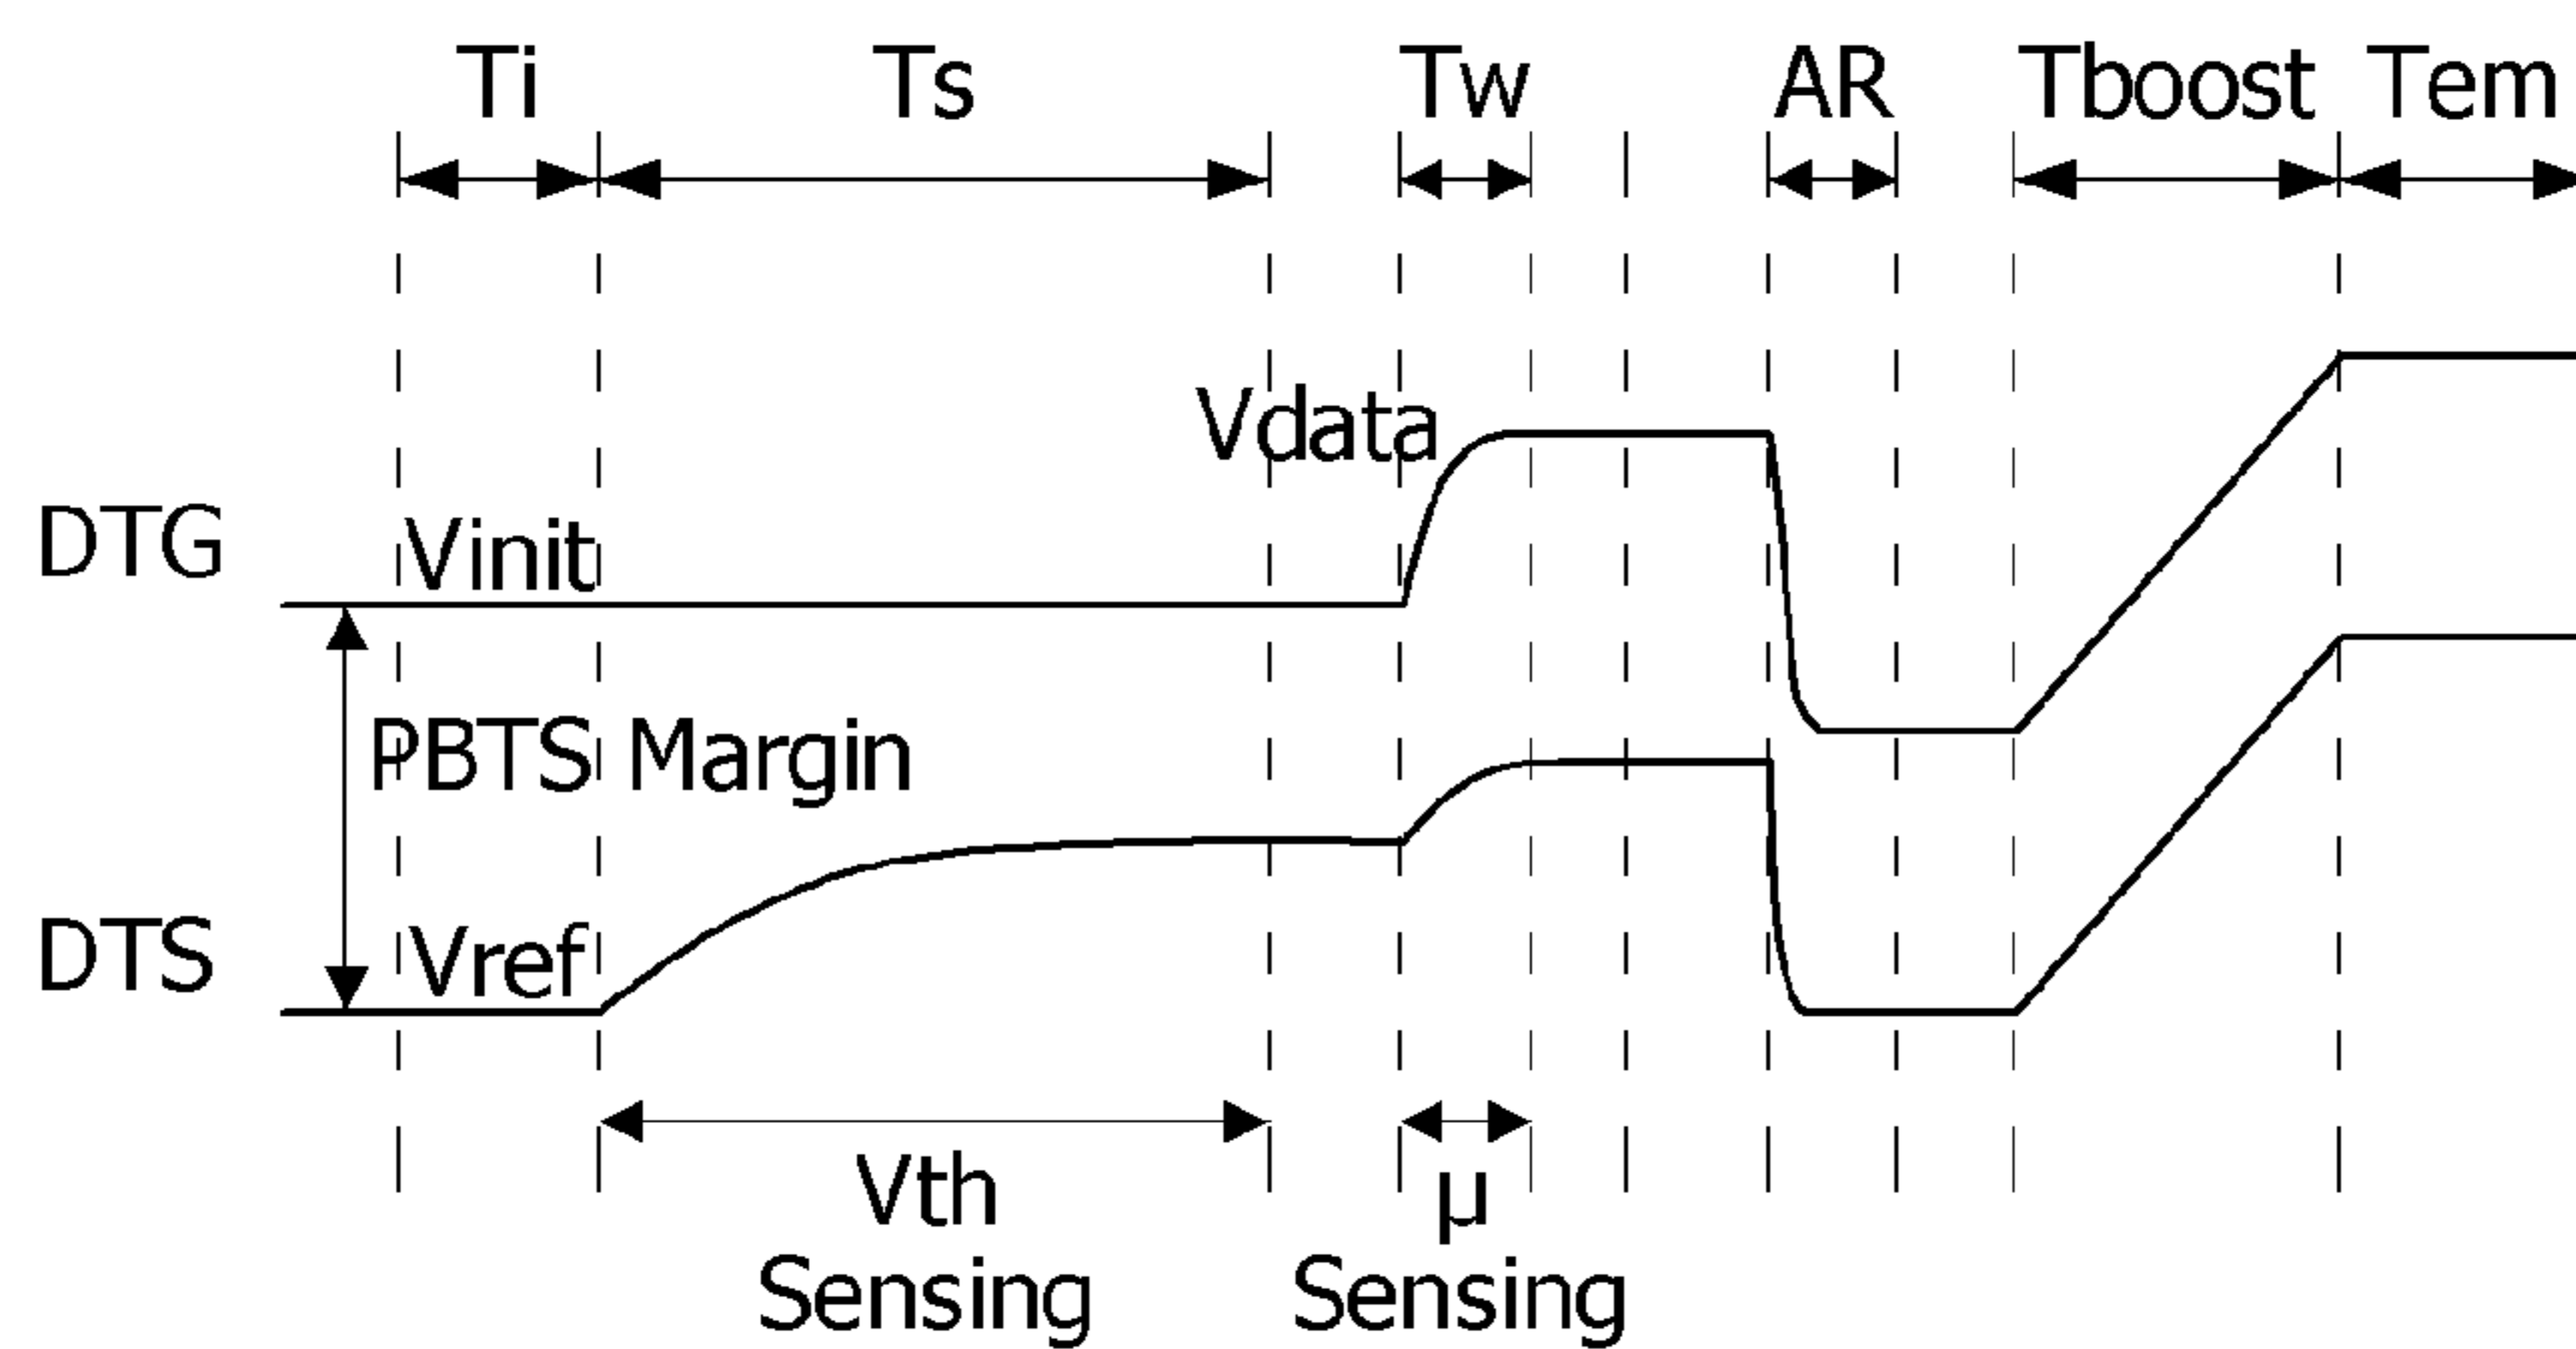 Ti Ts Tw AR Tboost Tem
Vdata
DTG Vinit
PBTS Margin
DTS Vref
Vth μ
Sensing Sensing